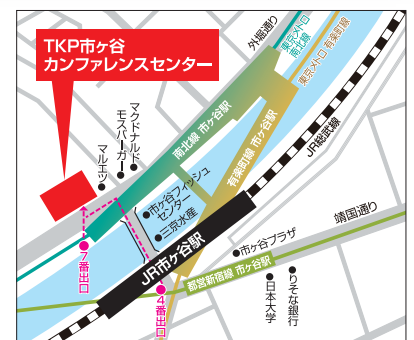 TKP市ヶ谷
カンファレンスセンター
外堀通り
東京メトロ
南北線
東京メトロ 有楽町線
マクドナルド
モスバーガー
マルエツ
南北線 市ヶ谷駅
有楽町線 市ヶ谷駅
JR総武線
市ヶ谷フィッシュ
センター
三京水産
靖国通り
JR市ヶ谷駅
市ヶ谷プラザ
7番出口
都営新宿線 市ヶ谷駅
4番出口
日本大学
りそな銀行